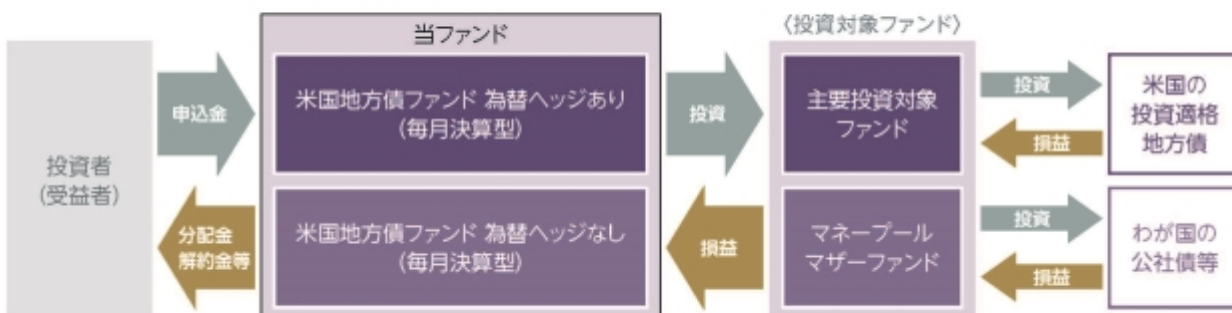 投資者
(受益者)
申込金
分配金
解約金等
当ファンド
米国地方債ファンド 為替ヘッジあり
(毎月決算型)
米国地方債ファンド 為替ヘッジなし
(毎月決算型)
投資
損益
〈投資対象ファンド〉
主要投資対象
ファンド
マネープール
マザーファンド
投資
損益
投資
損益
米国の
投資適格
地方債
わが国の
公社債等